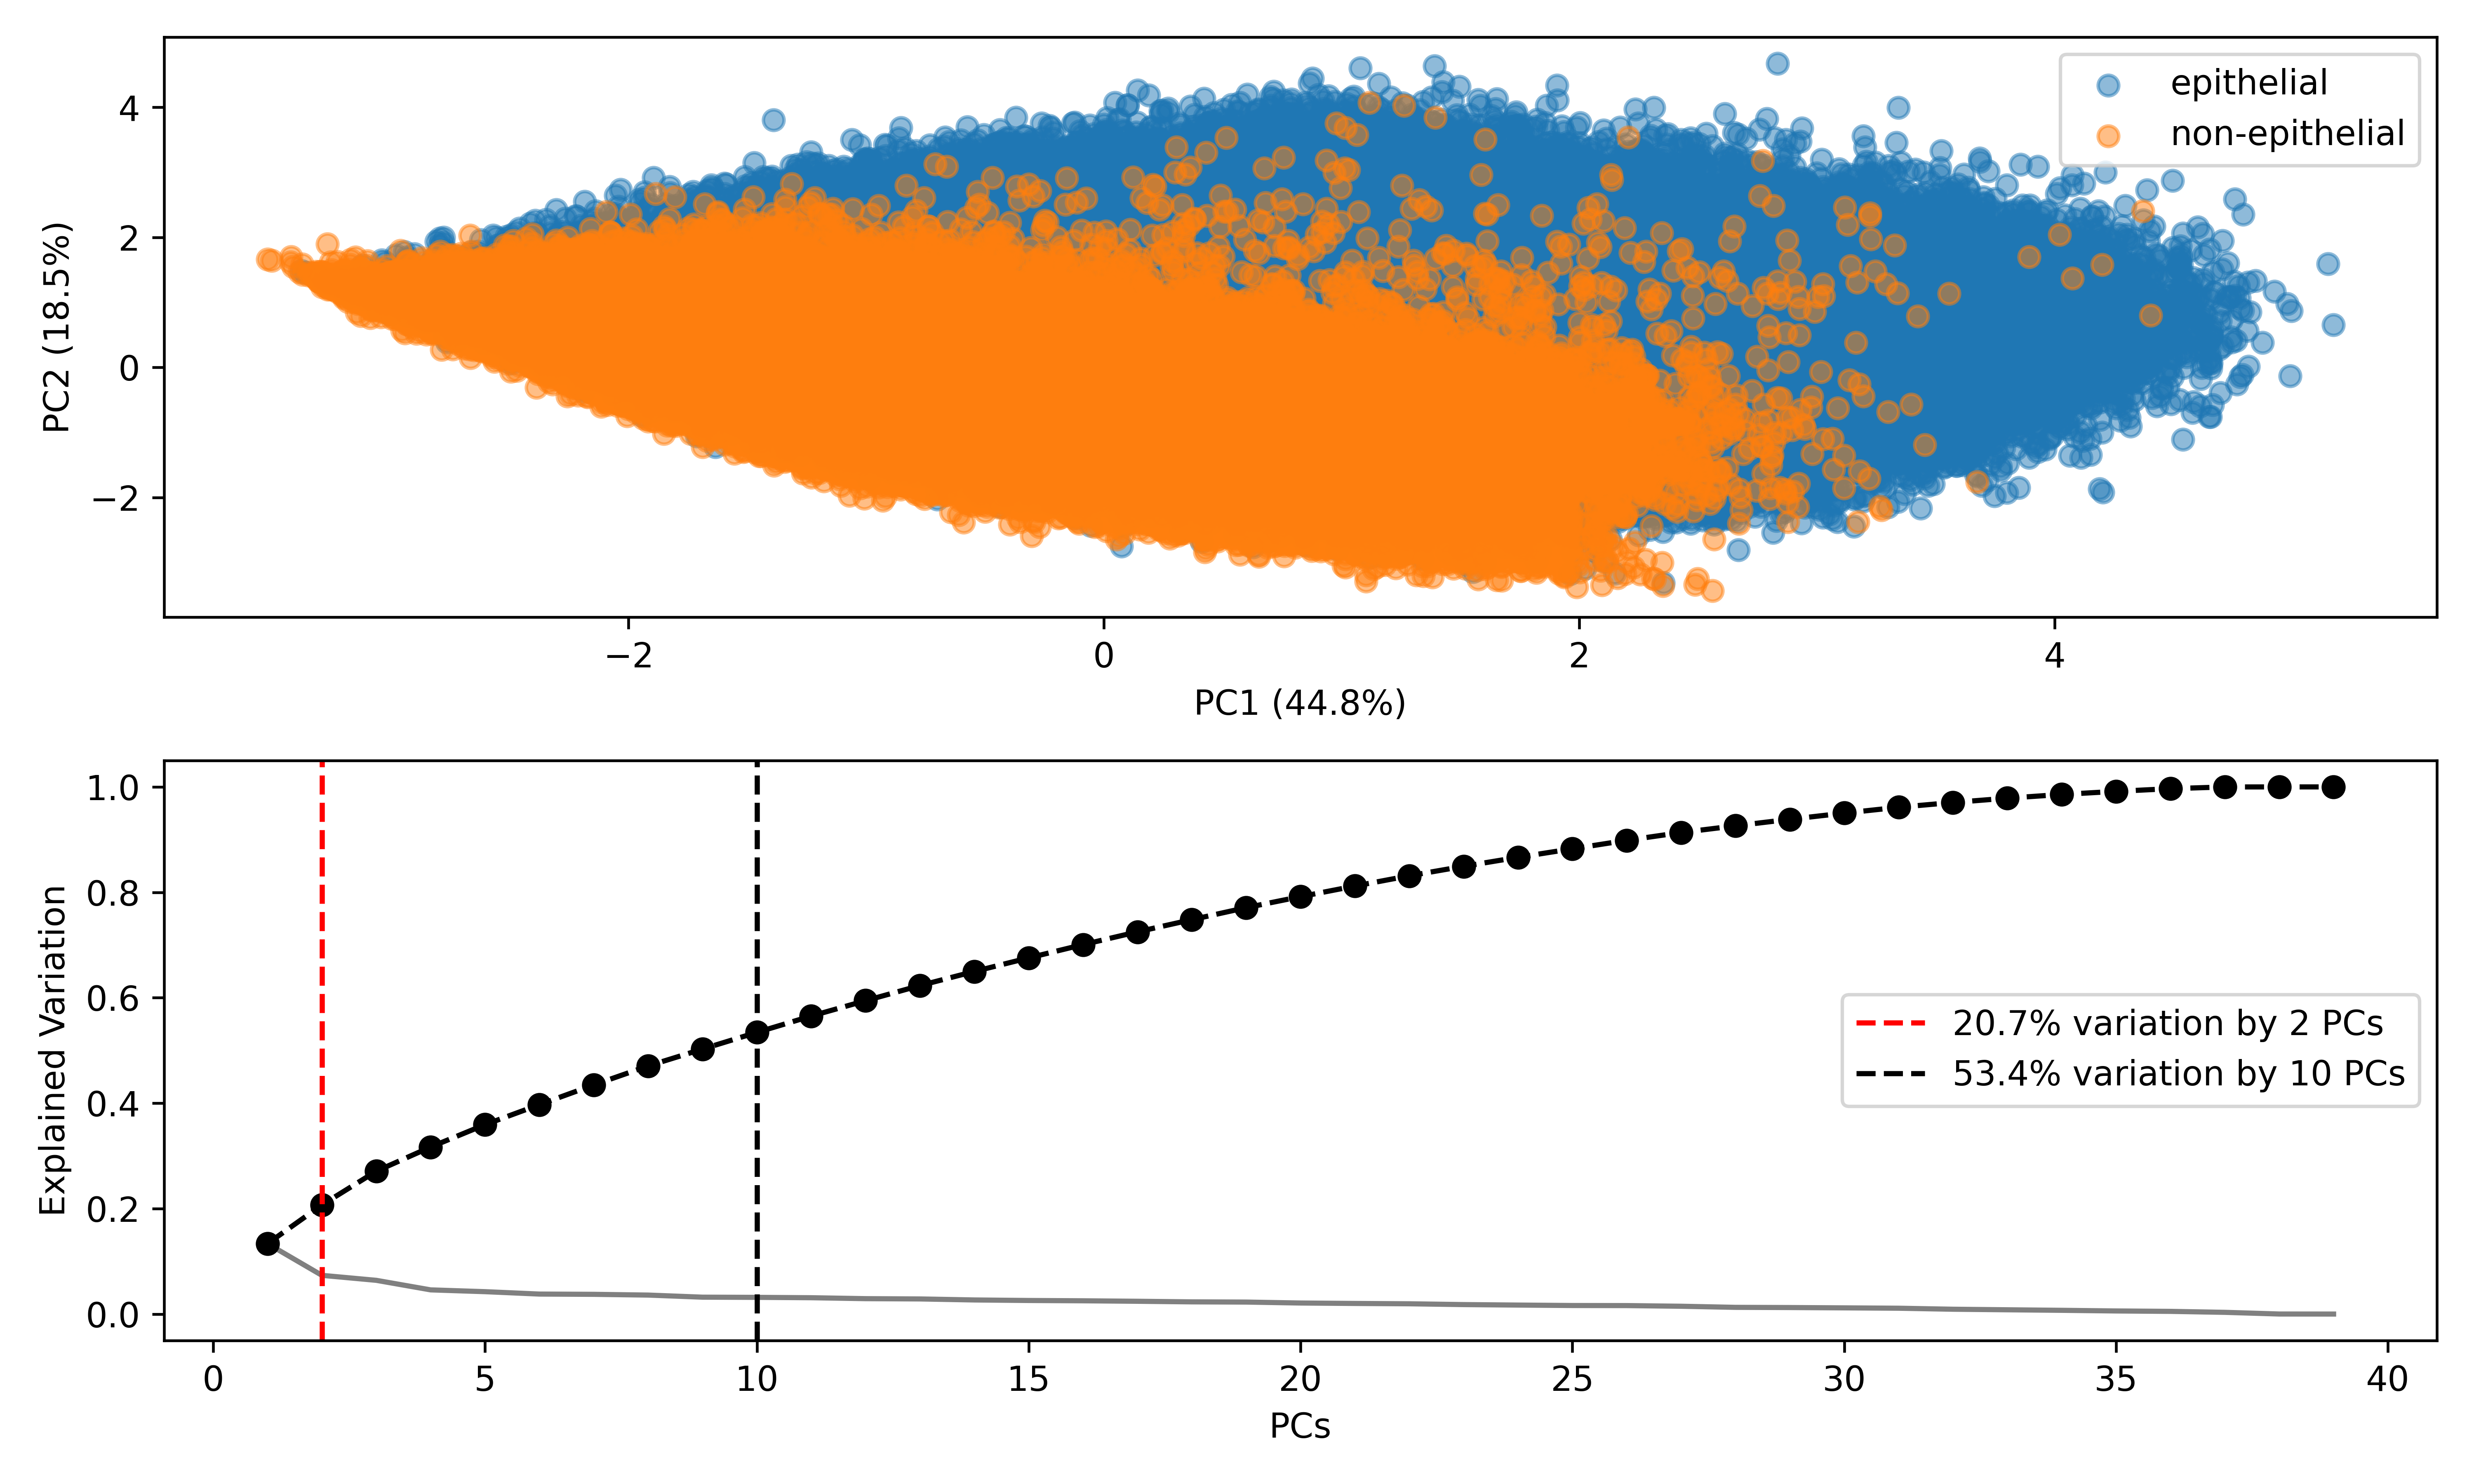 epithelial
non-epithelial
4
2
0
−2
PC2 (18.5%)
−2 0 2 4
PC1 (44.8%)
1.0
0.8
0.6
0.4
0.2
0.0
Explained Variation
20.7% variation by 2 PCs
53.4% variation by 10 PCs
0 5 10 15 20 25 30 35 40
PCs